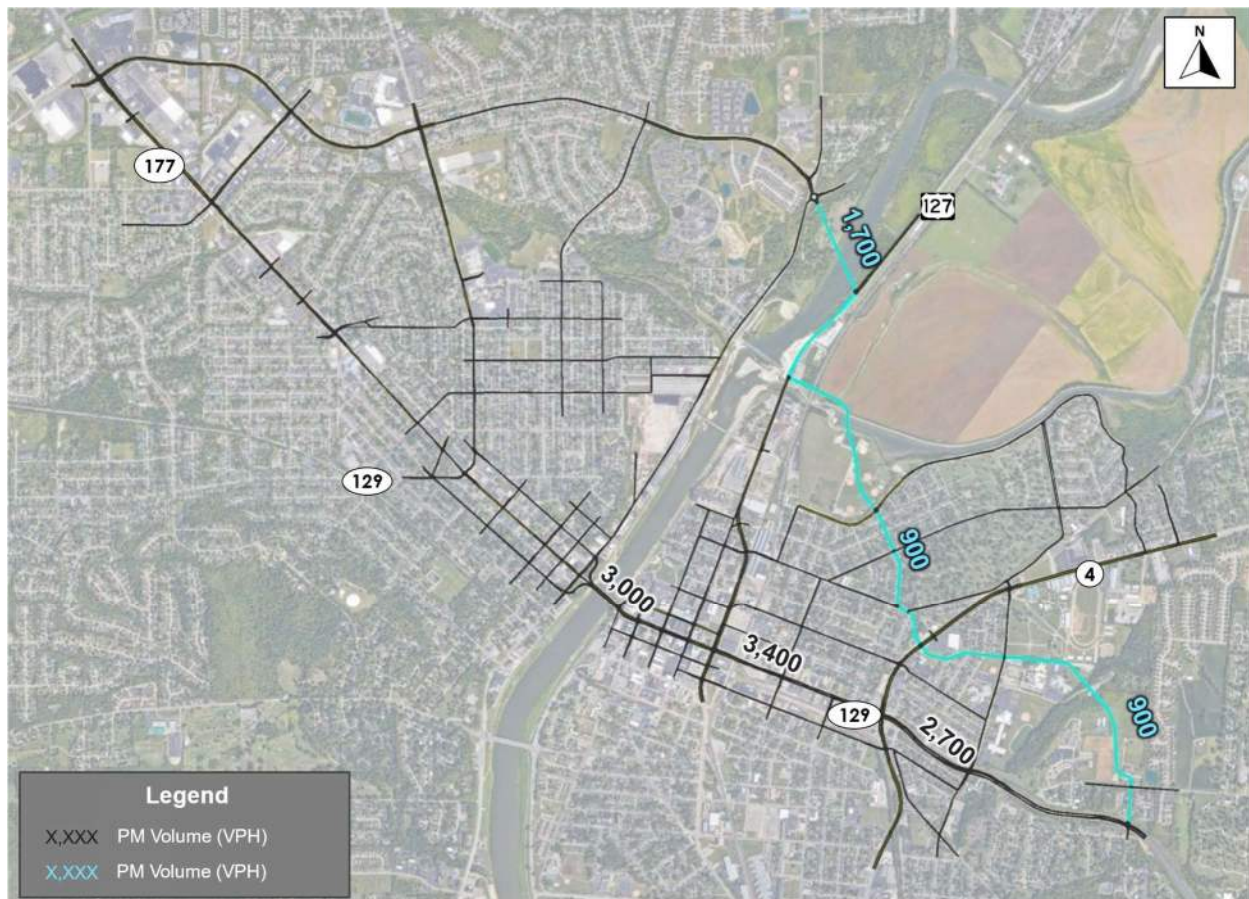 N
177
127
1,700
129
900
3,000
4
3,400
129
2,700
900
Legend
X,XXX PM Volume (VPH)
X,XXX PM Volume (VPH)